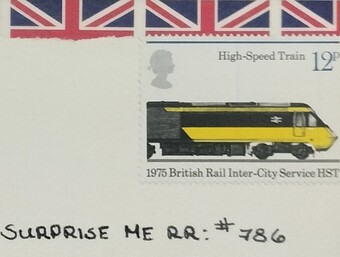 High-Speed Train 12P
1975 British Rail Inter-City Service HST
SURPRISE ME RR: #786